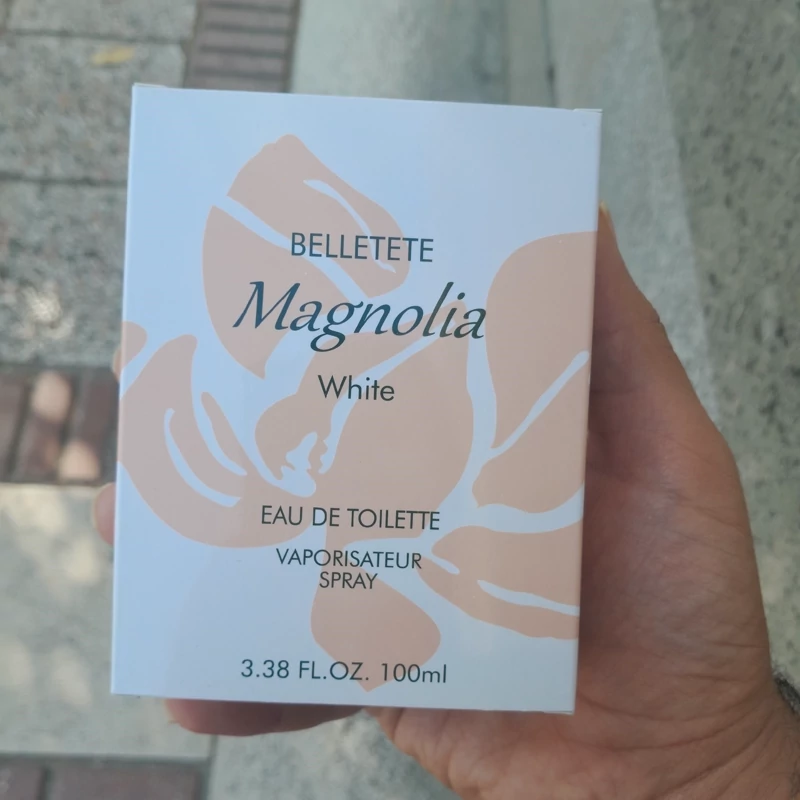 BELLETETE
Magnolia
White
EAU DE TOILETTE
VAPORISATEUR
SPRAY
3.38 FL.OZ. 100ml